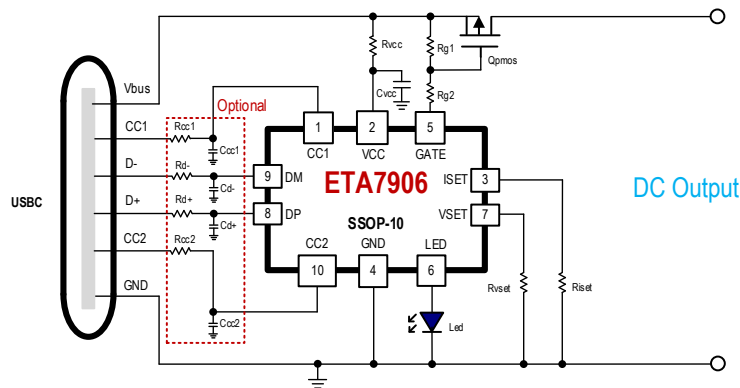 Rvcc
Rg1
Qpmos
Vbus
Cvcc
Rg2
Optional
CC1
Rcc1
Ccc1
1
2
5
CC1
VCC
GATE
D-
Rd-
Cd-
9
DM
ETA7906
ISET
3
DC Output
USBC
D+
Rd+
Cd+
8
DP
SSOP-10
VSET
7
CC2
Rcc2
CC2
GND
LED
10
4
6
Rvset
Riset
GND
Ccc2
Led